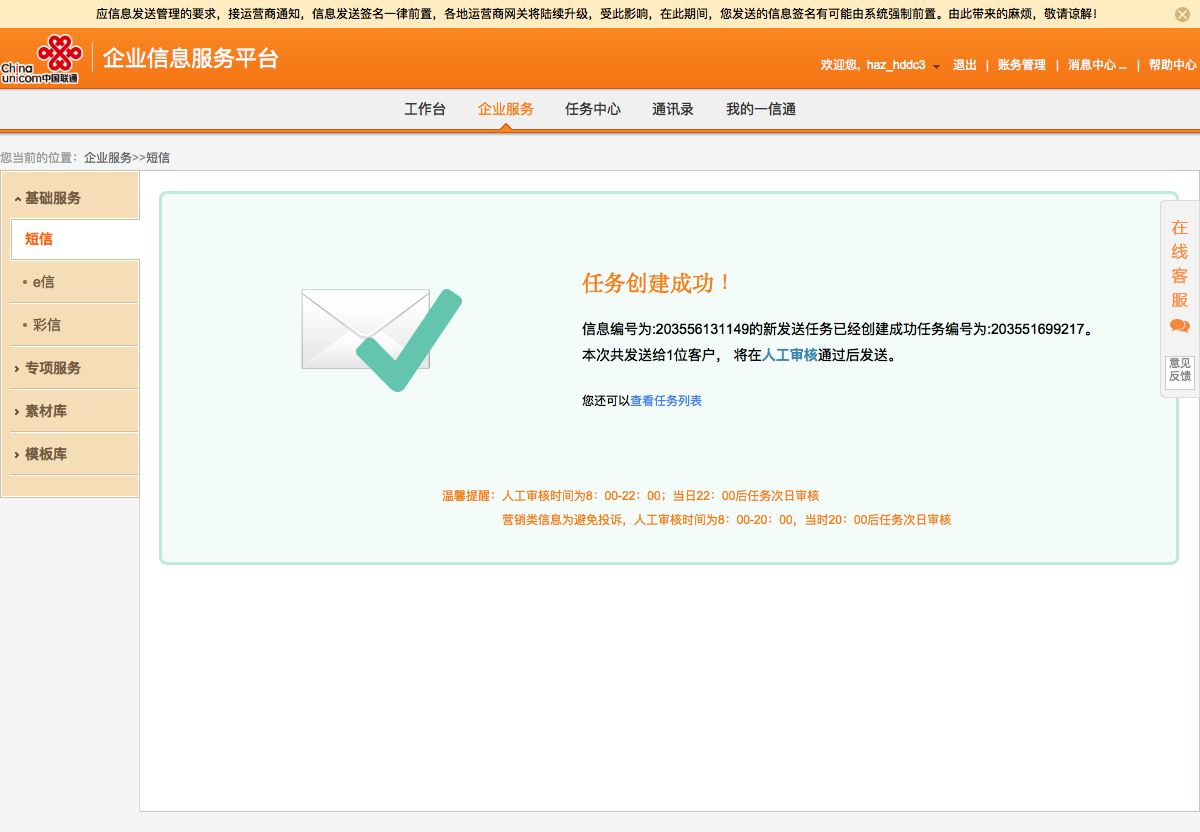 应信息发送管理的要求，接运营商通知，信息发送签名一律前置，各地运营商网关将陆续升级，受此影响，在此期间，您发送的信息签名有可能由系统强制前置。由此带来的麻烦，敬请谅解！
China
unicom中国联通
企业信息服务平台
欢迎您, haz_hddc3 退出 | 账务管理 | 消息中心 | 帮助中心
工作台 企业服务 任务中心 通讯录 我的一信通
您当前的位置：企业服务>>短信
基础服务
短信
e信
彩信
专项服务
素材库
模板库
任务创建成功！
信息编号为:203556131149的新发送任务已经创建成功任务编号为:203551699217。
本次共发送给1位客户， 将在人工审核通过后发送。
您还可以查看任务列表
温馨提醒：人工审核时间为8：00-22：00；当日22：00后任务次日审核
营销类信息为避免投诉，人工审核时间为8：00-20：00，当时20：00后任务次日审核
在
线
客
服
意见
反馈